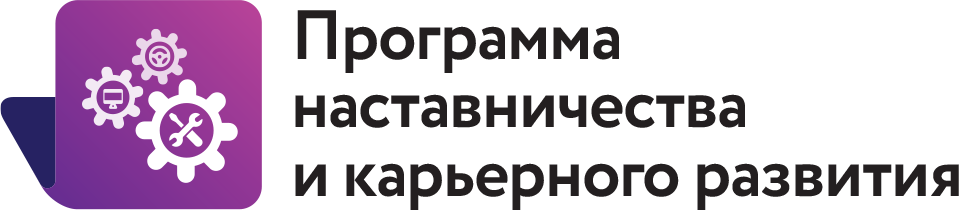 Программа
наставничества
и карьерного развития